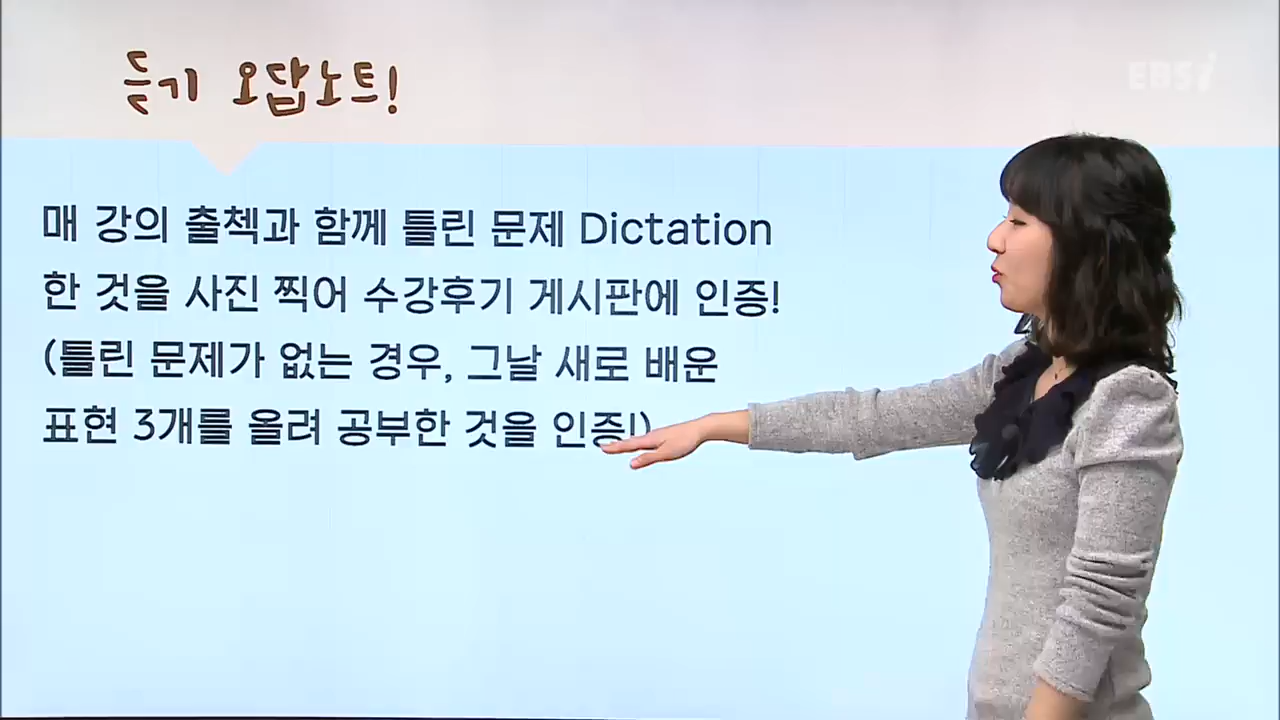 듣기 오답노트!
EBSi
매 강의 출첵과 함께 틀린 문제 Dictation
한 것을 사진 찍어 수강후기 게시판에 인증!
(틀린 문제가 없는 경우, 그날 새로 배운
표현 3개를 올려 공부한 것을 인증!)